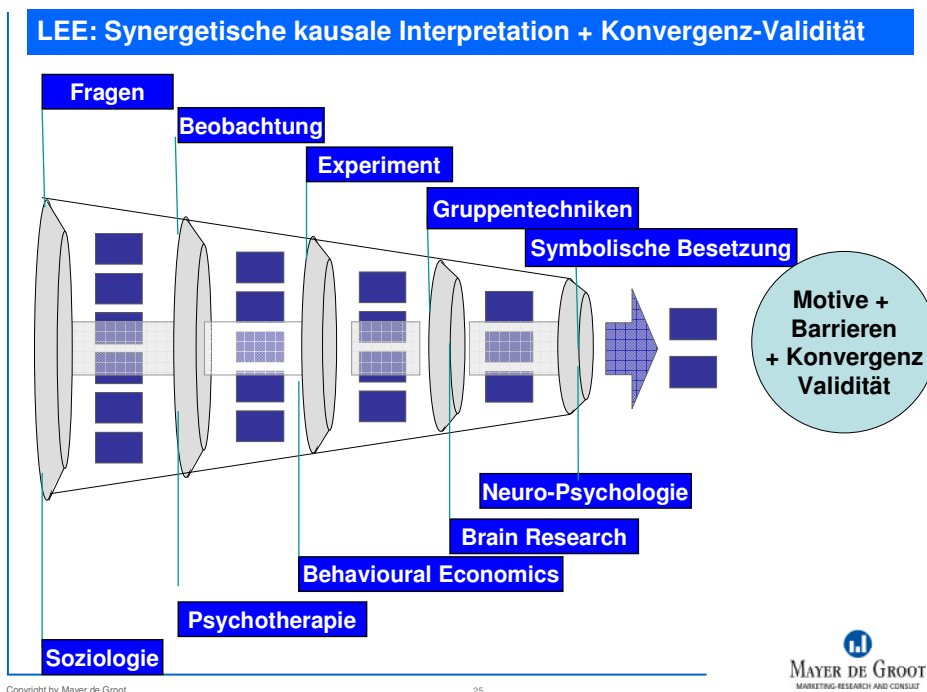 LEE: Synergetische kausale Interpretation + Konvergenz-Validität
Fragen
Beobachtung
Experiment
Gruppentechniken
Symbolische Besetzung
Motive +
Barrieren
+ Konvergenz
Validität
Neuro-Psychologie
Brain Research
Behavioural Economics
Psychotherapie
Soziologie
MAYER DE GROOT
MARKETING-RESEARCH AND CONSULT
Copyright by Mayer de Groot
25